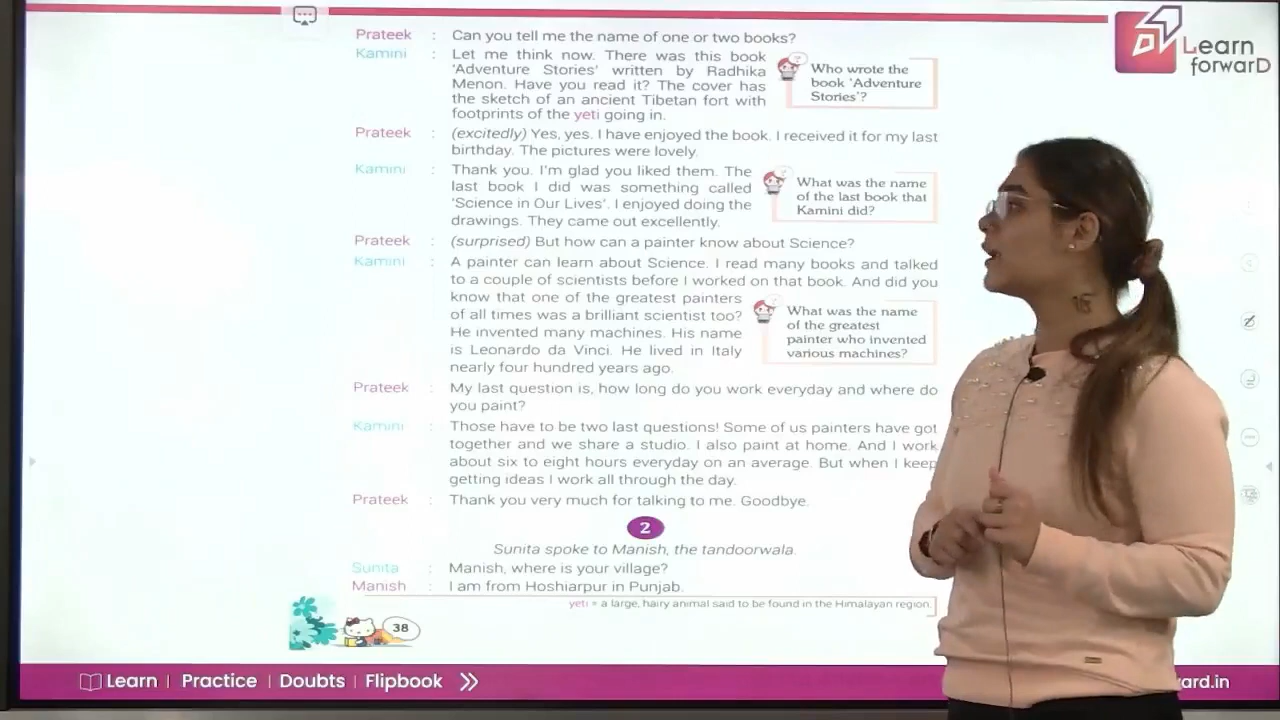 Prateek : Can you tell me the name of one or two books?
Kamini : Let me think now. There was this book
'Adventure Stories' written by Radhika
Menon. Have you read it? The cover has
the sketch of an ancient Tibetan fort with
footprints of the yeti going in.
Who wrote the
book 'Adventure
Stories'?
Prateek : (excitedly) Yes, yes. I have enjoyed the book. I received it for my last
birthday. The pictures were lovely.
Kamini : Thank you. I'm glad you liked them. The
last book I did was something called
'Science in Our Lives'. I enjoyed doing the
drawings. They came out excellently.
What was the name
of the last book that
Kamini did?
Prateek : (surprised) But how can a painter know about Science?
Kamini : A painter can learn about Science. I read many books and talked
to a couple of scientists before I worked on that book. And did you
know that one of the greatest painters
of all times was a brilliant scientist too?
He invented many machines. His name
is Leonardo da Vinci. He lived in Italy
nearly four hundred years ago.
What was the name
of the greatest
painter who invented
various machines?
Prateek : My last question is, how long do you work everyday and where do
you paint?
Kamini : Those have to be two last questions! Some of us painters have got
together and we share a studio. I also paint at home. And I work
about six to eight hours everyday on an average. But when I keep
getting ideas I work all through the day.
Prateek : Thank you very much for talking to me. Goodbye.
2
Sunita spoke to Manish, the tandoorwala.
Sunita : Manish, where is your village?
Manish : I am from Hoshiarpur in Punjab.
yeti = a large, hairy animal said to be found in the Himalayan region.
38
Learn
forwarD
Learn | Practice | Doubts | Flipbook
ard.in